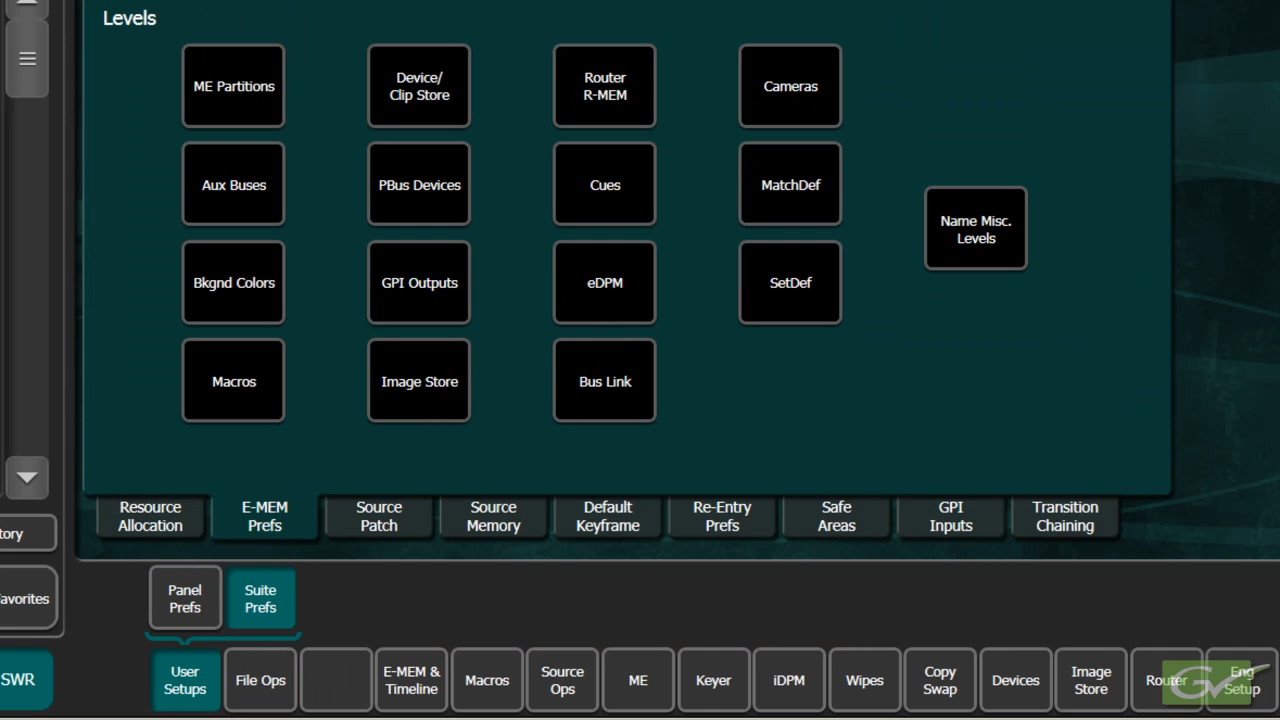 Levels
ME Partitions
Device/
Clip Store
Router
R-MEM
Cameras
Aux Buses
PBus Devices
Cues
MatchDef
Name Misc.
Levels
Bkgnd Colors
GPI Outputs
eDPM
SetDef
Macros
Image Store
Bus Link
Resource
Allocation
E-MEM
Prefs
Source
Patch
Source
Memory
Default
Keyframe
Re-Entry
Prefs
Safe
Areas
GPI
Inputs
Transition
Chaining
tory
avorites
Panel
Prefs
Suite
Prefs
SWR
User
Setups
File Ops
E-MEM &
Timeline
Macros
Source
Ops
ME
Keyer
iDPM
Wipes
Copy
Swap
Devices
Image
Store
Router
Eng
Setup